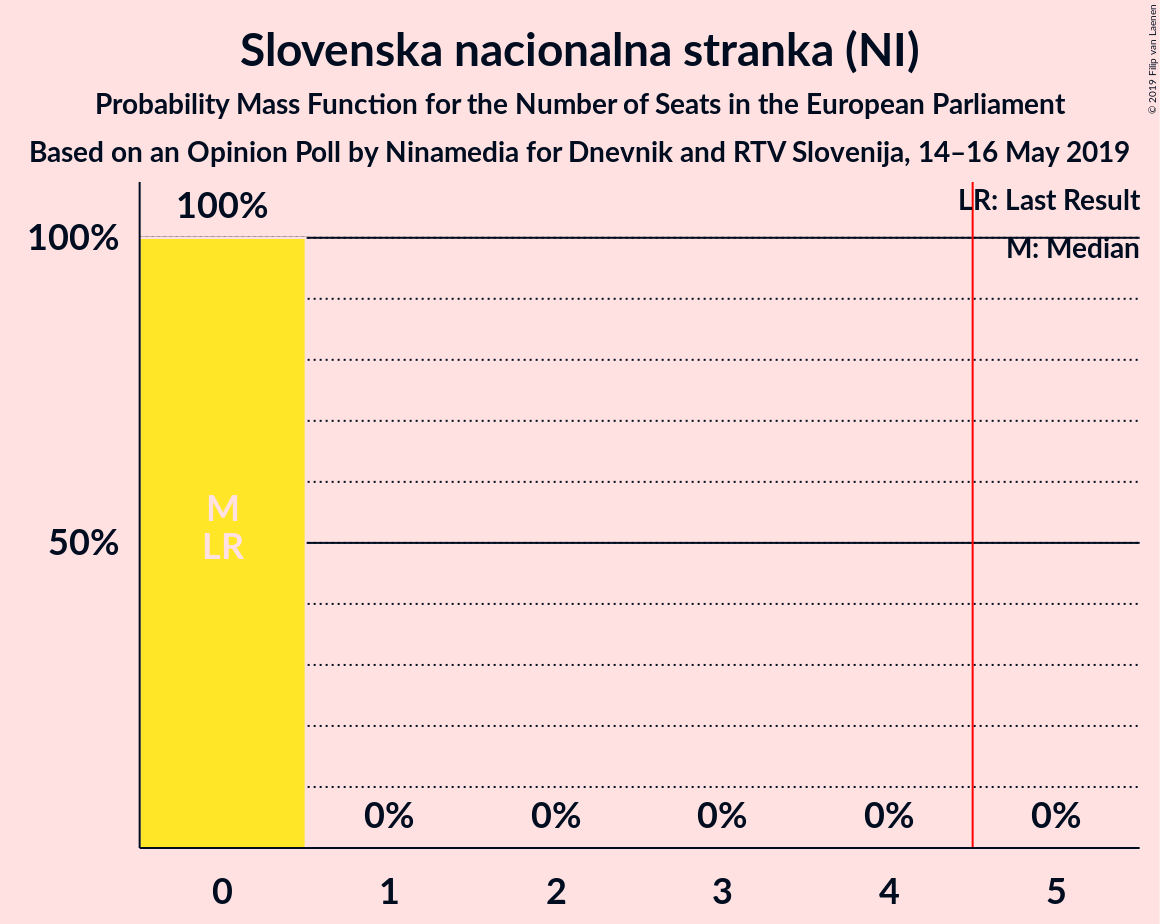 Slovenska nacionalna stranka (NI)
Probability Mass Function for the Number of Seats in the European Parliament
Based on an Opinion Poll by Ninamedia for Dnevnik and RTV Slovenija, 14–16 May 2019
© 2019 Filip van Laenen
LR: Last Result
M: Median
100%
100%
50%
M
LR
0% 0% 0% 0% 0%
0 1 2 3 4 5